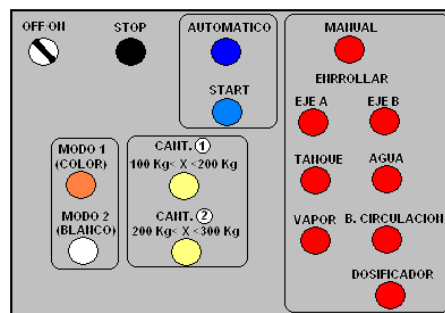 OFF/ON
STOP
AUTOMATICO
START
MODO 1
(COLOR)
MODO 2
(BLANCO)
CANT. 1
100 Kg< X <200 Kg
CANT. 2
200 Kg< X <300 Kg
MANUAL
ENRROLLAR
EJE A
EJE B
TANQUE
AGUA
VAPOR
B. CIRCULACION
DOSIFICADOR